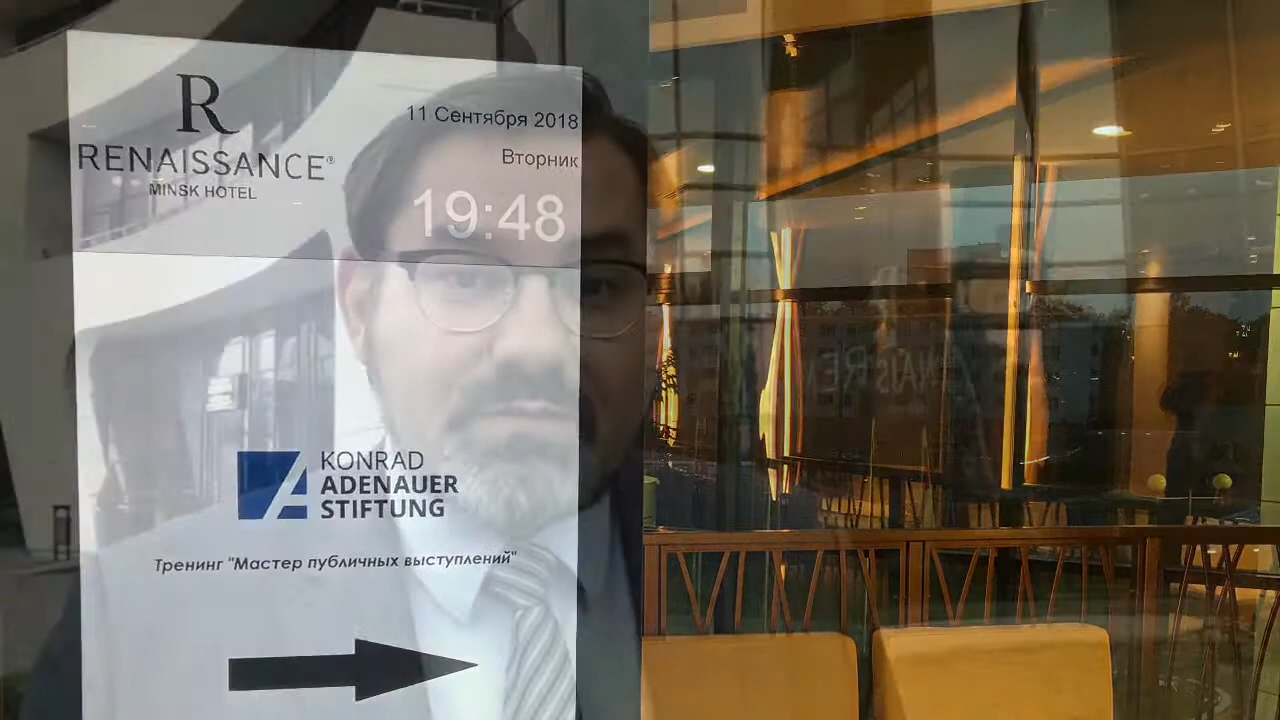 R
RENAISSANCE®
MINSK HOTEL
11 Сентября 2018
Вторник
19:48
KONRAD
ADENAUER
STIFTUNG
Тренинг "Мастер публичных выступлений"